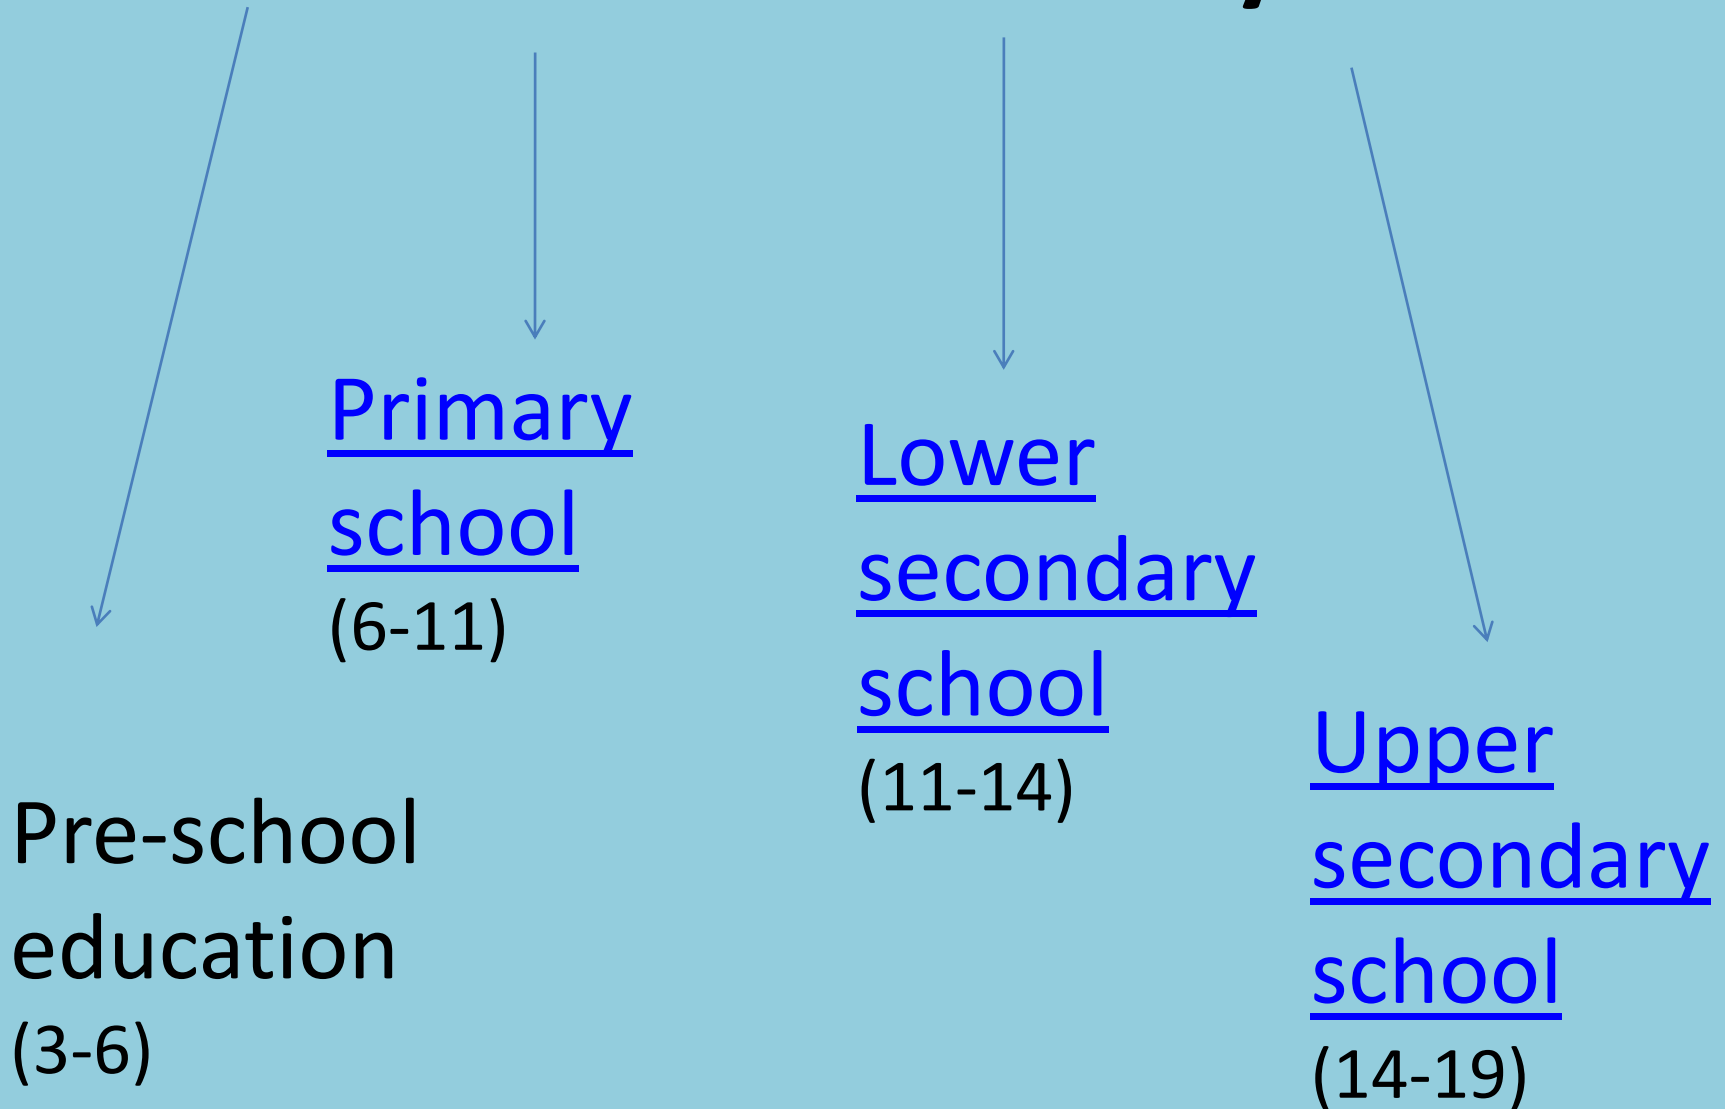 Primary
school
(6-11)
Lower
secondary
school
(11-14)
Pre-school
education
(3-6)
Upper
secondary
school
(14-19)